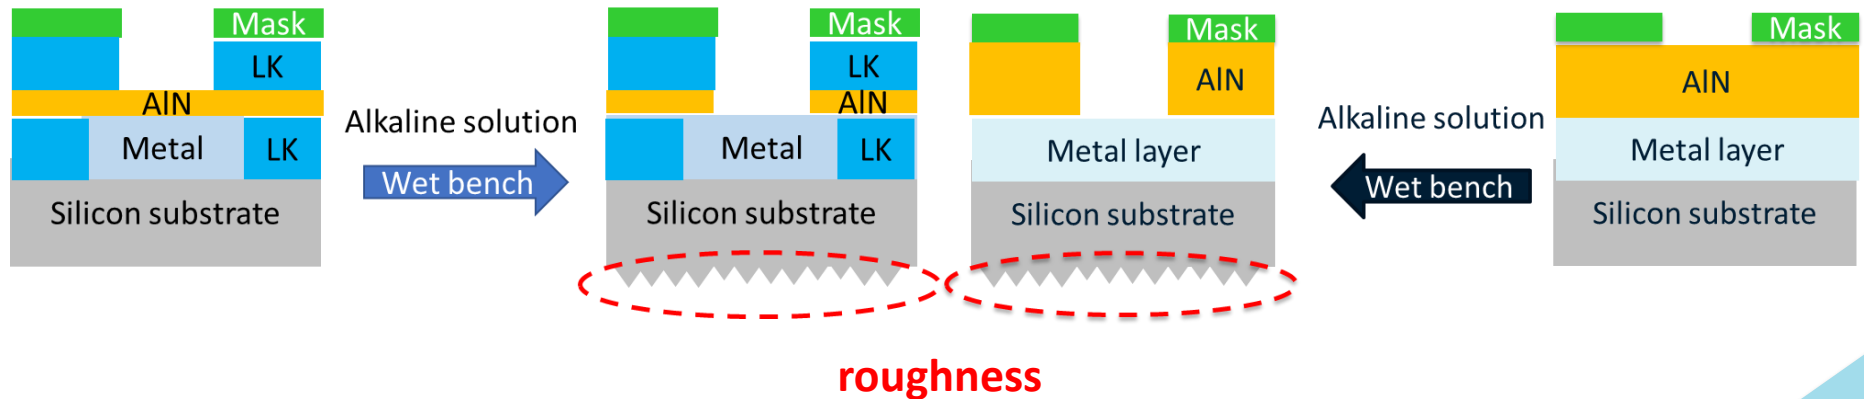 Mask
LK
AlN
Metal
LK
Silicon substrate
Alkaline solution
Wet bench
Mask
LK
AlN
Metal
LK
Silicon substrate
Mask
AlN
Metal layer
Silicon substrate
Alkaline solution
Wet bench
Mask
AlN
Metal layer
Silicon substrate
roughness